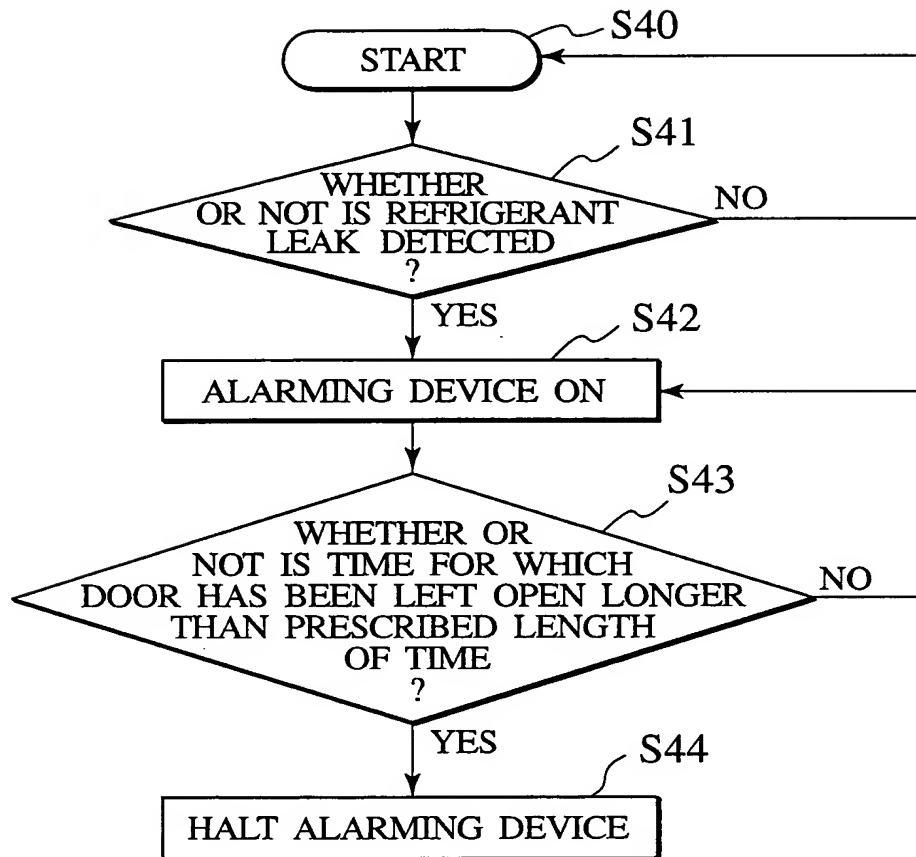 S40
START
S41
WHETHER
OR NOT IS REFRIGERANT
LEAK DETECTED
?
NO
YES
S42
ALARMING DEVICE ON
S43
WHETHER OR
NOT IS TIME FOR WHICH
DOOR HAS BEEN LEFT OPEN LONGER
THAN PRESCRIBED LENGTH
OF TIME
?
NO
YES
S44
HALT ALARMING DEVICE